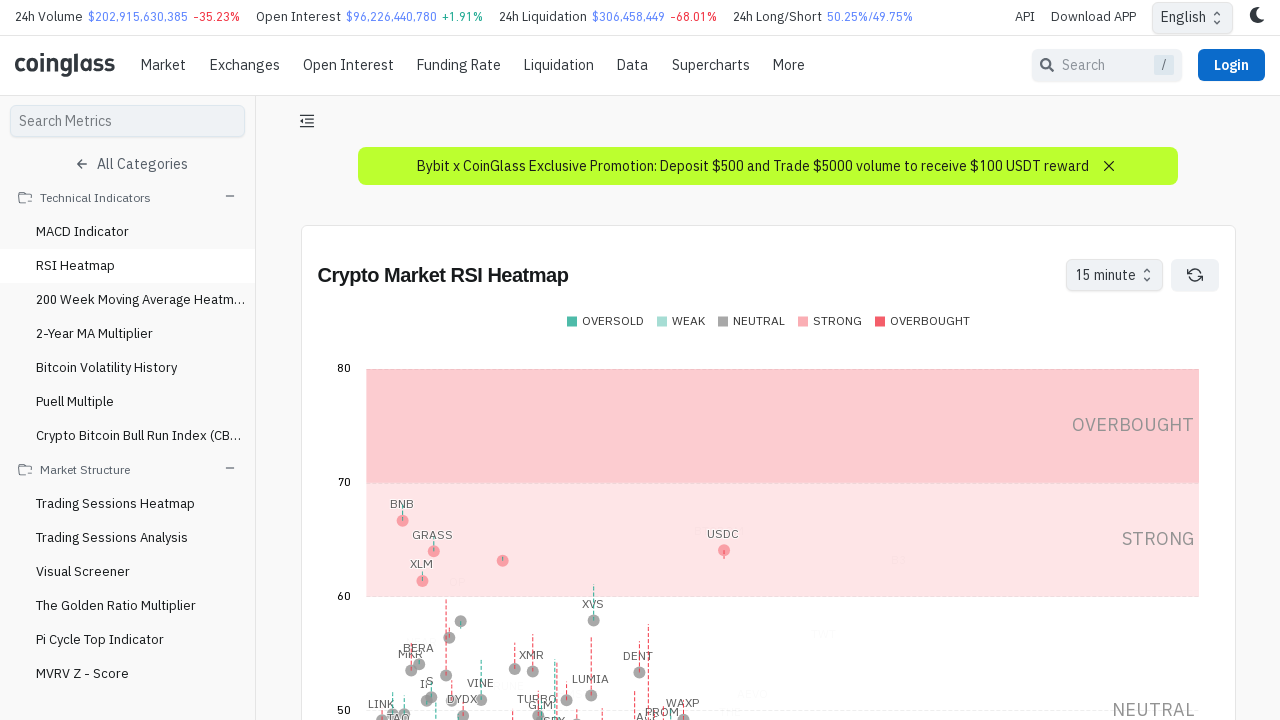 24h Volume $202,915,630,385 -35.23% Open Interest $96,226,440,780 +1.91% 24h Liquidation $306,458,449 -68.01% 24h Long/Short 50.25%/49.75% API Download APP English
coinglass Market Exchanges Open Interest Funding Rate Liquidation Data Supercharts More Search / Login
Search Metrics
All Categories
Technical Indicators
MACD Indicator
RSI Heatmap
200 Week Moving Average Heatm...
2-Year MA Multiplier
Bitcoin Volatility History
Puell Multiple
Crypto Bitcoin Bull Run Index (CB...
Market Structure
Trading Sessions Heatmap
Trading Sessions Analysis
Visual Screener
The Golden Ratio Multiplier
Pi Cycle Top Indicator
MVRV Z - Score
Bybit x CoinGlass Exclusive Promotion: Deposit $500 and Trade $5000 volume to receive $100 USDT reward
Crypto Market RSI Heatmap
15 minute
OVERSOLD WEAK NEUTRAL STRONG OVERBOUGHT
80
OVERBOUGHT
70
BNB
GRASS
USDC
STRONG
XLM
60
XVS
BERA
MKR
XMR
DENT
S
VINE
LINK
DYDX
TURBO
LUMIA
GLM
WAXP
PROM
TAO
50
NEUTRAL